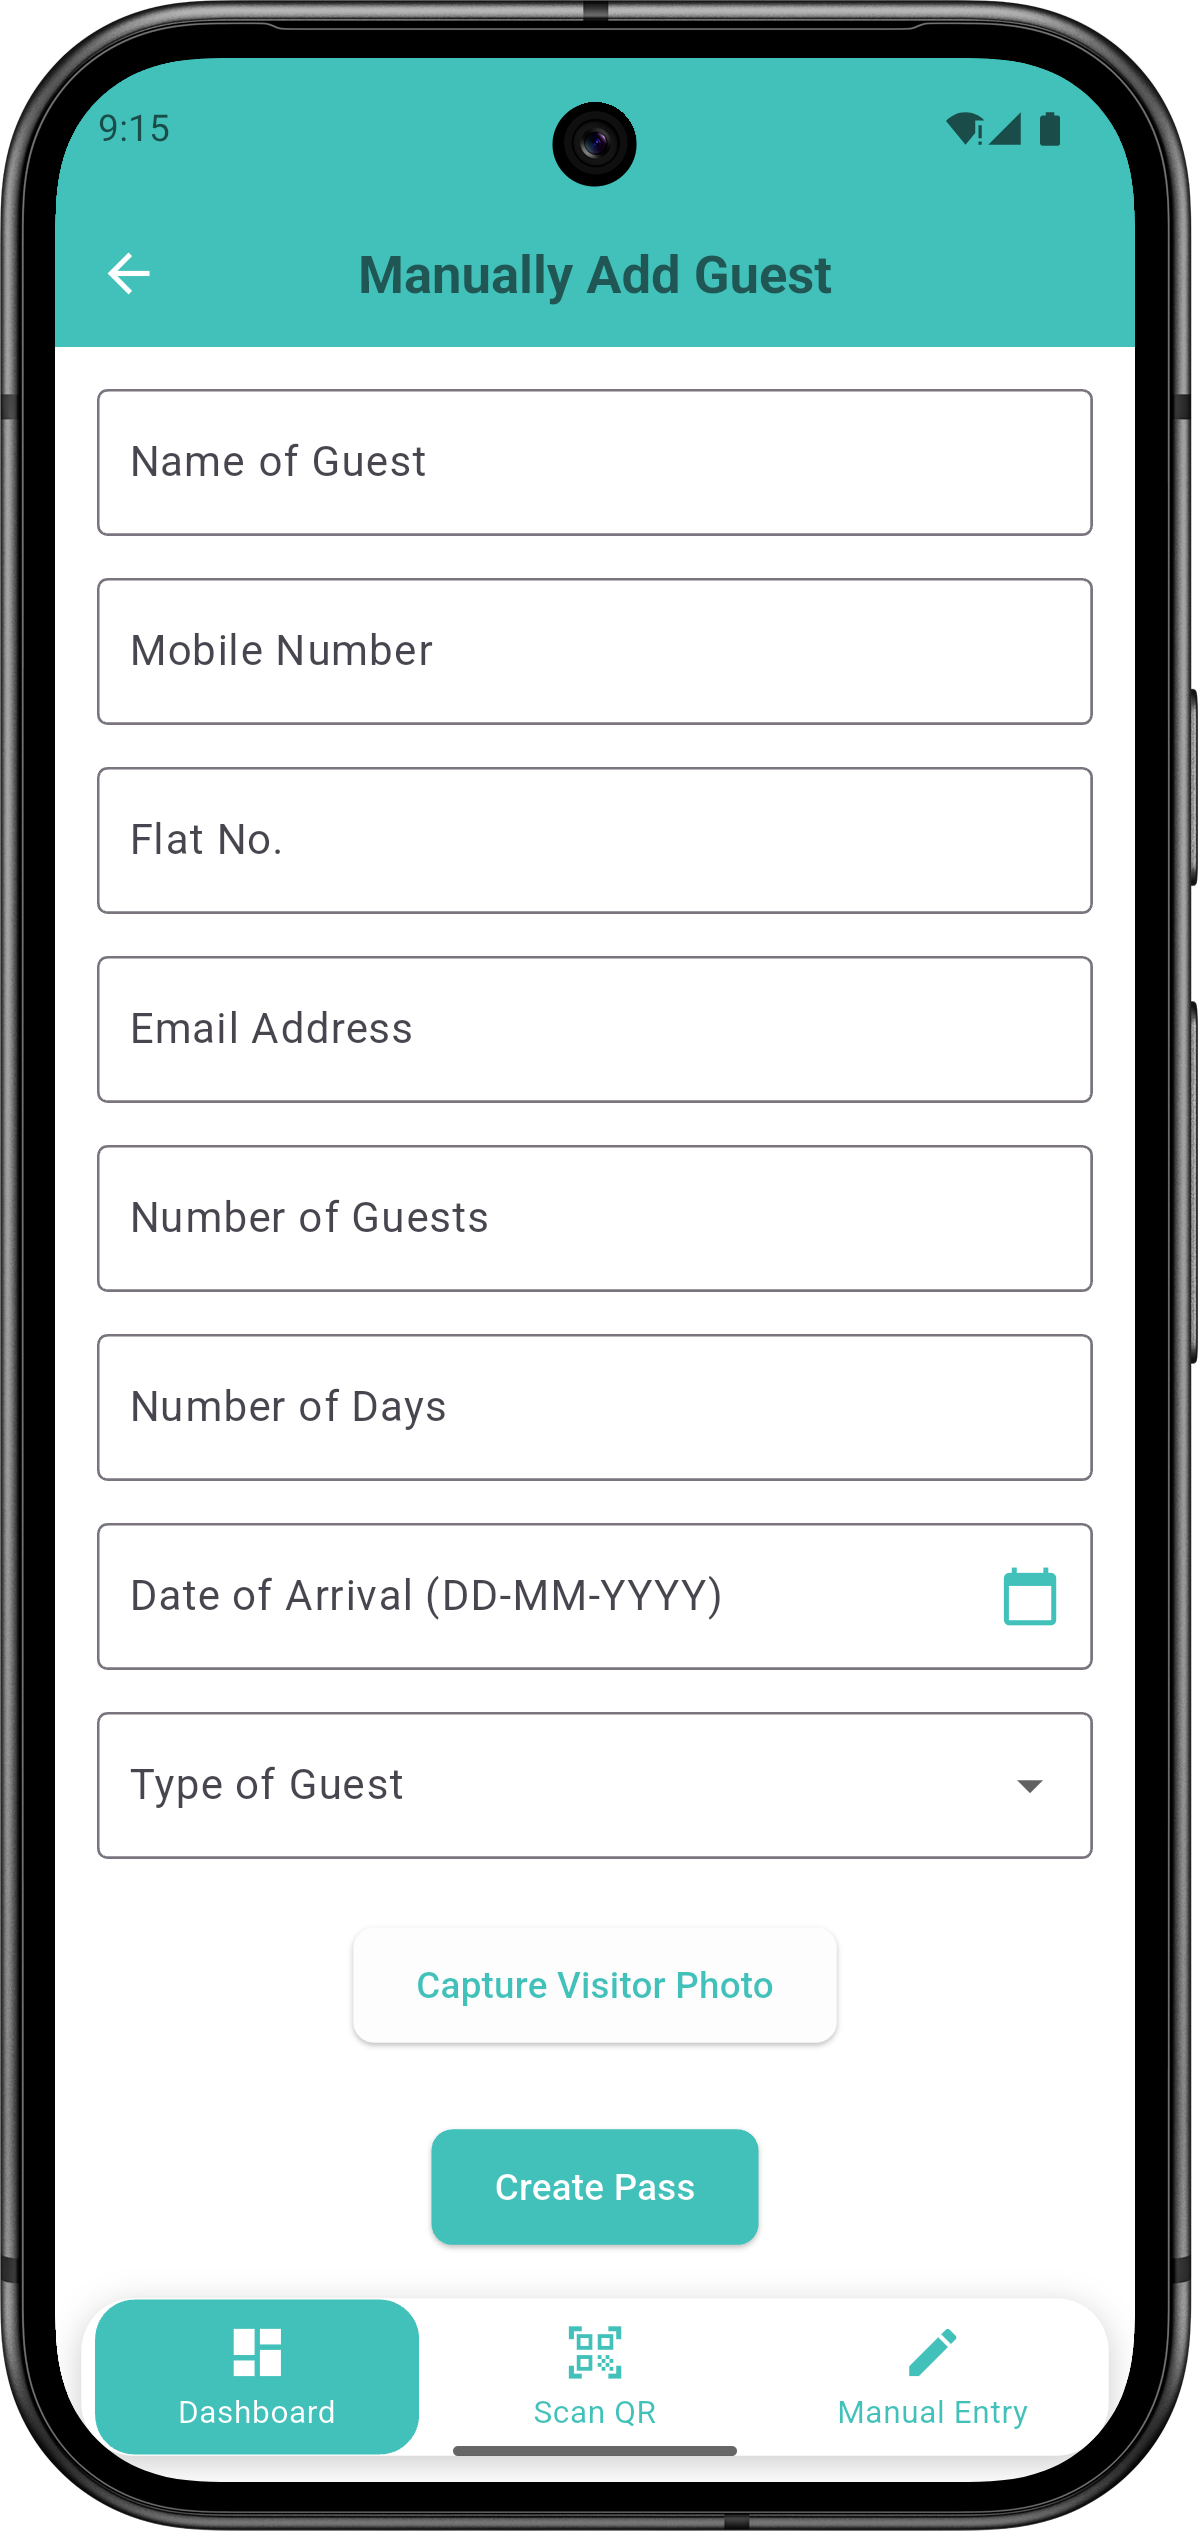 9:15
Manually Add Guest
Name of Guest
Mobile Number
Flat No.
Email Address
Number of Guests
Number of Days
Date of Arrival (DD-MM-YYYY)
Type of Guest
Capture Visitor Photo
Create Pass
Dashboard
Scan QR
Manual Entry